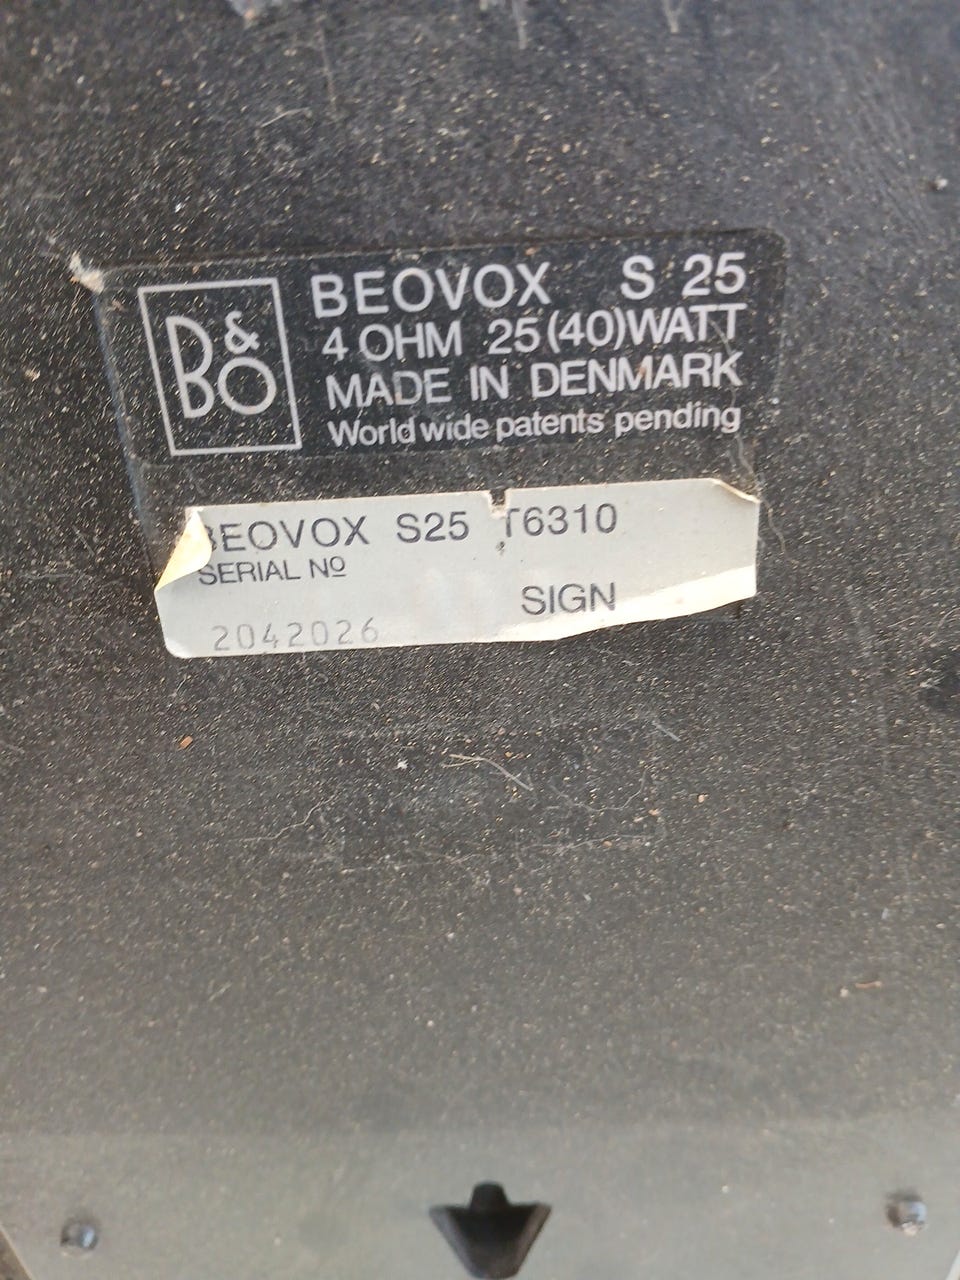 B&O
BEOVOX S 25
4 OHM 25(40)WATT
MADE IN DENMARK
World wide patents pending
BEOVOX S25 T6310
SERIAL Nº
SIGN
2042026